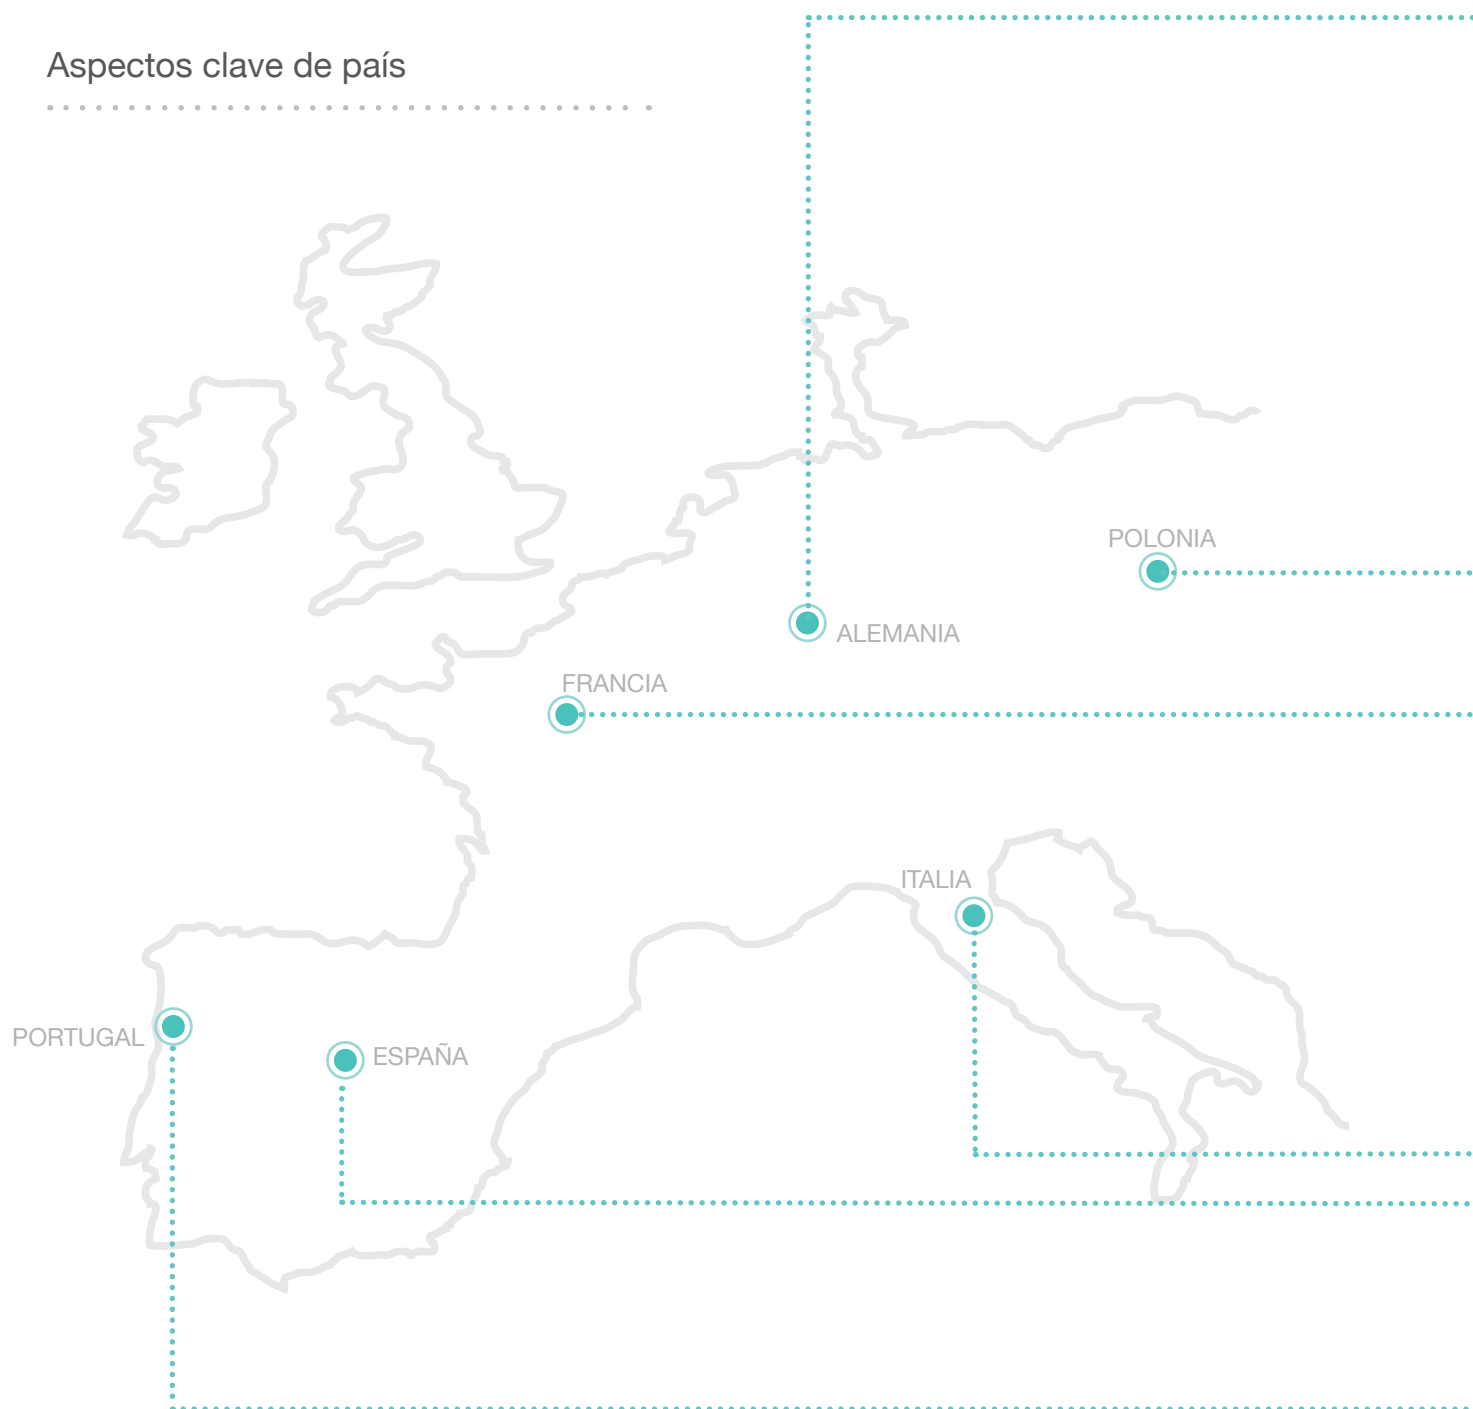 Aspectos clave de país
POLONIA
ALEMANIA
FRANCIA
ITALIA
PORTUGAL
ESPAÑA